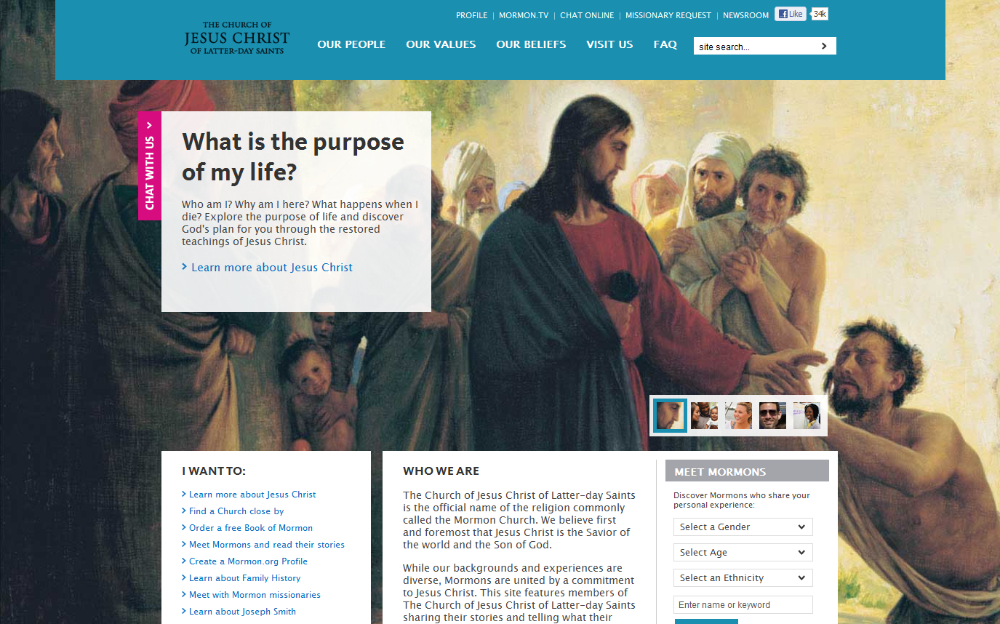 PROFILE | MORMON.TV | CHAT ONLINE | MISSIONARY REQUEST | NEWSROOM
Like
34k
THE CHURCH OF
JESUS CHRIST
OF LATTER-DAY SAINTS
OUR PEOPLE
OUR VALUES
OUR BELIEFS
VISIT US
FAQ
site search...
CHAT WITH US
What is the purpose
of my life?
Who am I? Why am I here? What happens when I
die? Explore the purpose of life and discover
God's plan for you through the restored
teachings of Jesus Christ.
Learn more about Jesus Christ
I WANT TO:
Learn more about Jesus Christ
Find a Church close by
Order a free Book of Mormon
Meet Mormons and read their stories
Create a Mormon.org Profile
Learn about Family History
Meet with Mormon missionaries
Learn about Joseph Smith
WHO WE ARE
The Church of Jesus Christ of Latter-day Saints
is the official name of the religion commonly
called the Mormon Church. We believe first
and foremost that Jesus Christ is the Savior of
the world and the Son of God.
While our backgrounds and experiences are
diverse, Mormons are united by a commitment
to Jesus Christ. This site features members of
The Church of Jesus Christ of Latter-day Saints
sharing their stories and telling what their
MEET MORMONS
Discover Mormons who share your
personal experience:
Select a Gender
Select Age
Select an Ethnicity
Enter name or keyword